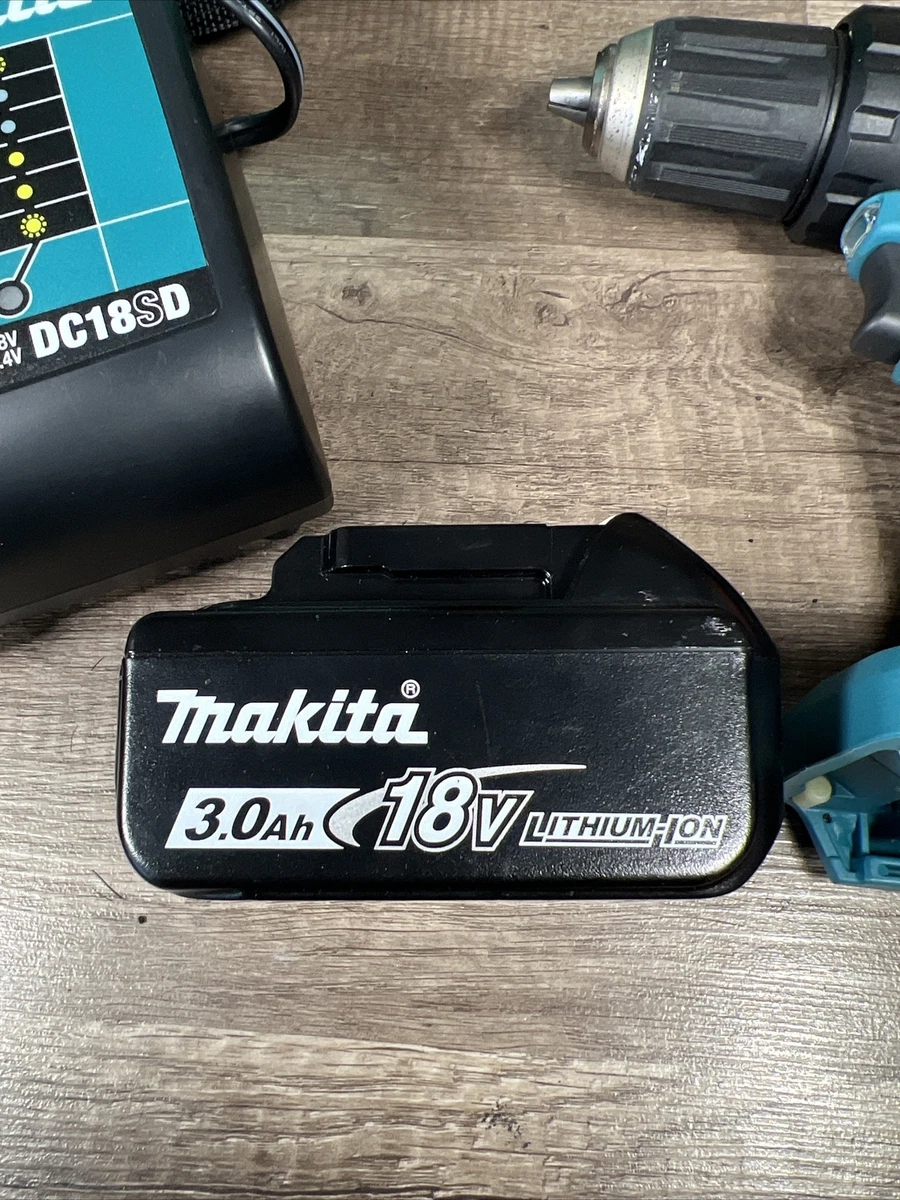 DC18SD
makita®
3.0Ah 18V LITHIUM-ION